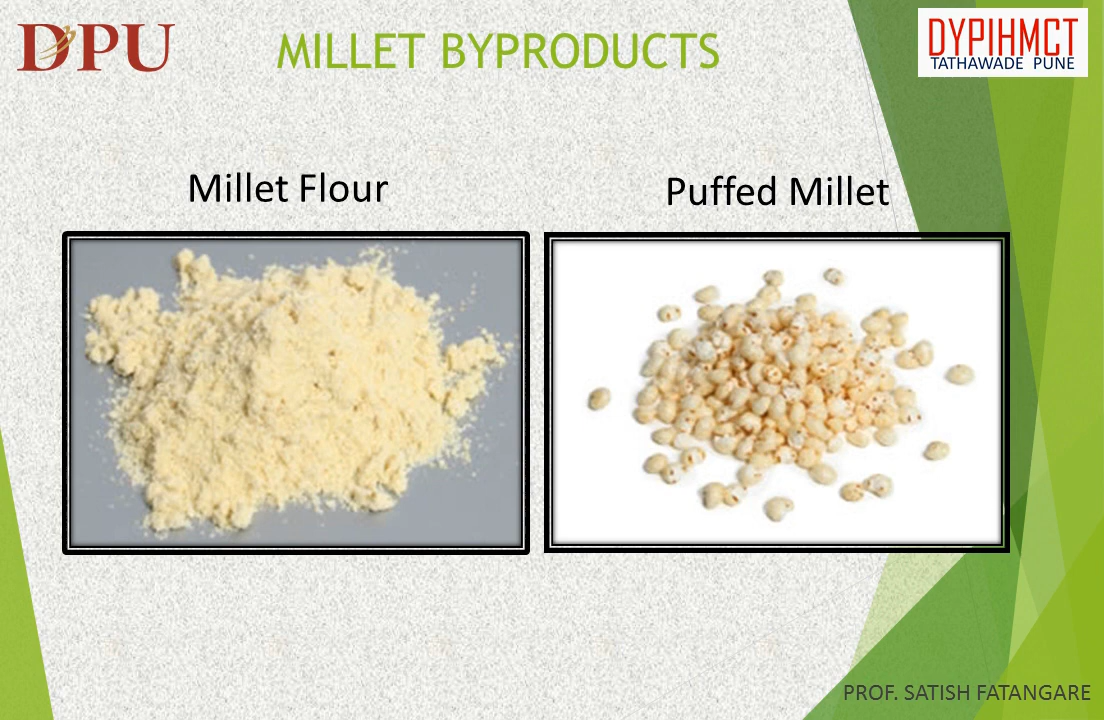 DPU
MILLET BYPRODUCTS
DYPIHMCT
TATHAWADE PUNE
Millet Flour
Puffed Millet
PROF. SATISH FATANGARE